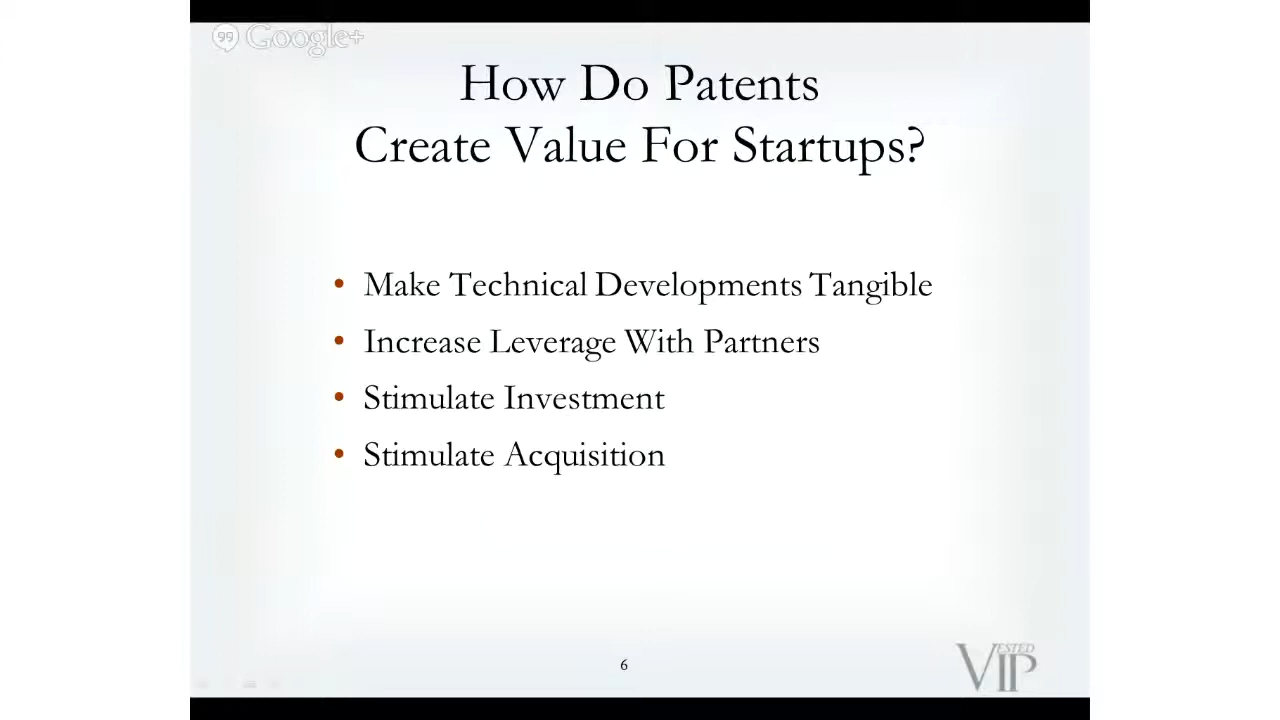 Google+
How Do Patents
Create Value For Startups?
• Make Technical Developments Tangible
• Increase Leverage With Partners
• Stimulate Investment
• Stimulate Acquisition
6
VESTED
VIP